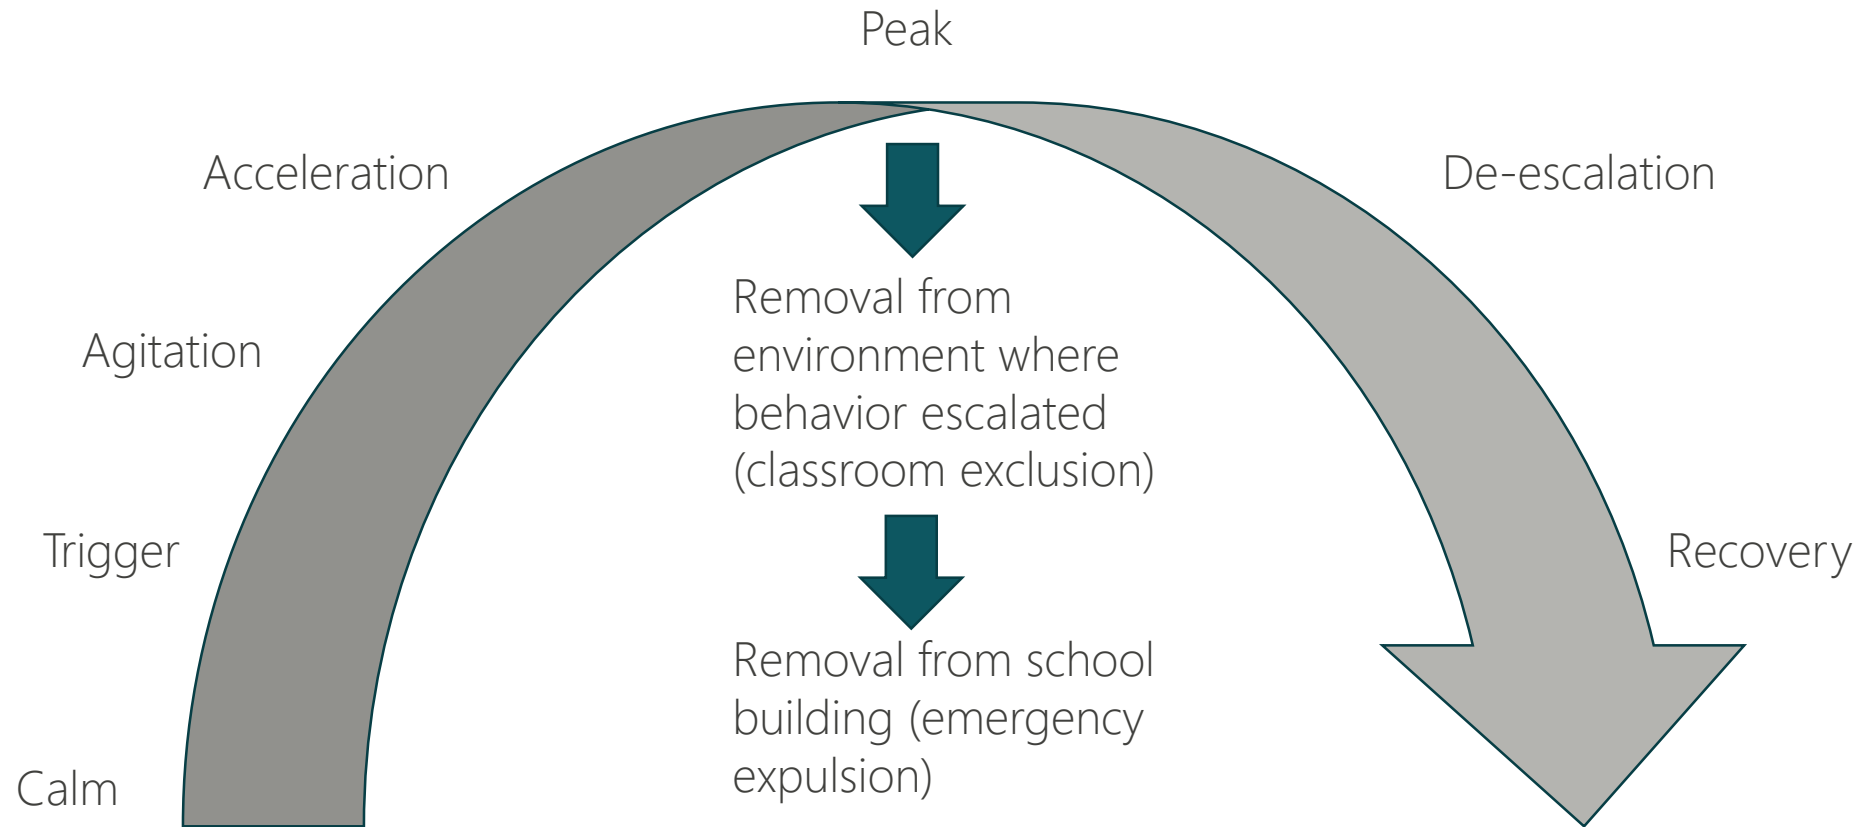 Peak
Acceleration
De-escalation
Removal from
environment where
behavior escalated
(classroom exclusion)
Agitation
Trigger
Recovery
Removal from school
building (emergency
expulsion)
Calm